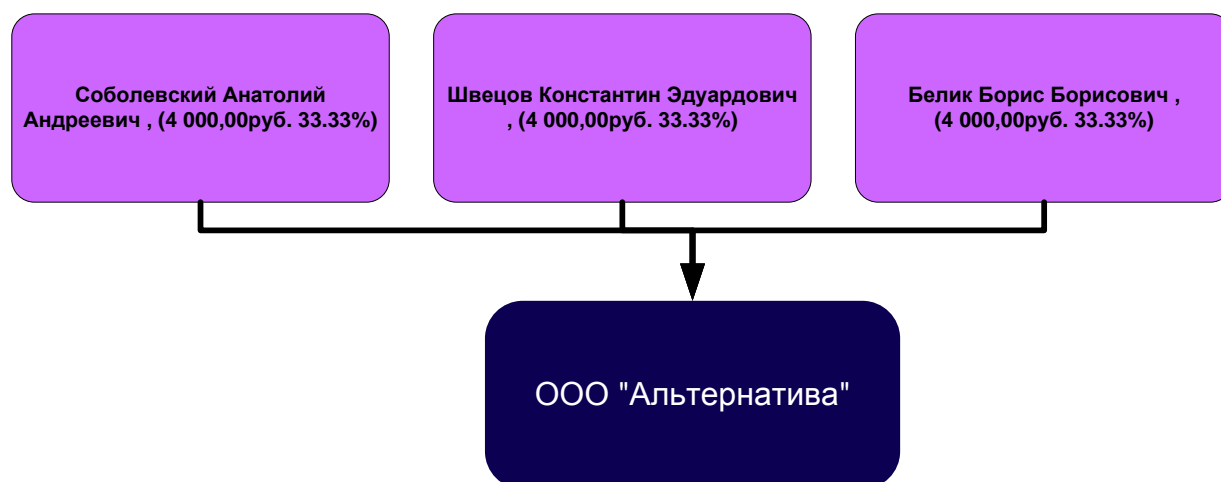 Соболевский Анатолий
Андреевич , (4 000,00руб. 33.33%)
Швецов Константин Эдуардович
, (4 000,00руб. 33.33%)
Белик Борис Борисович ,
(4 000,00руб. 33.33%)
ООО "Альтернатива"